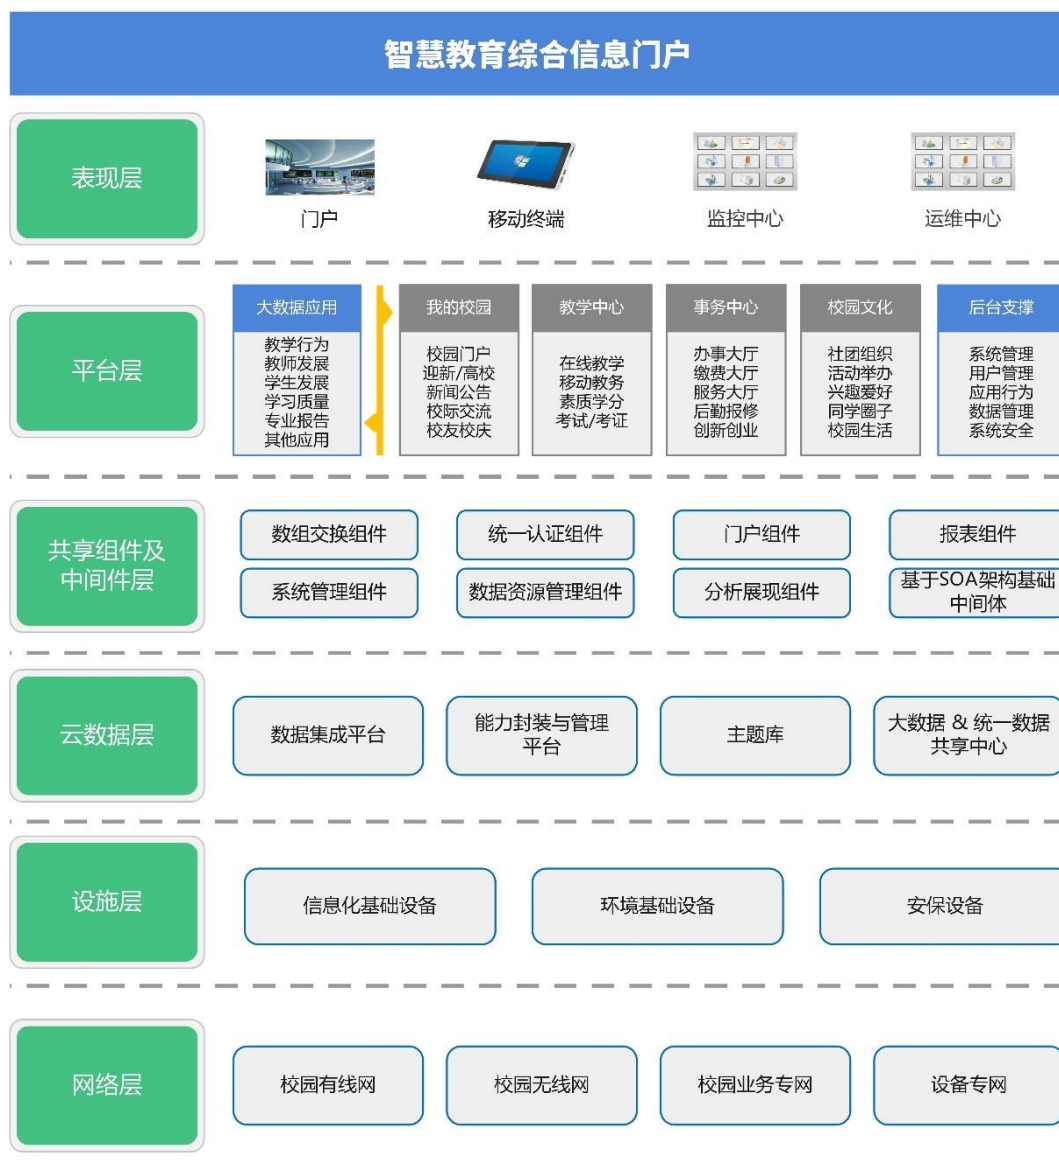 智慧教育综合信息门户
表现层
门户
移动终端
监控中心
运维中心
平台层
大数据应用
教学行为
教师发展
学生发展
学习质量
专业报告
其他应用
我的校园
校园门户
迎新/高校
新闻公告
校际交流
校友校庆
教学中心
在线教学
移动教务
素质学分
考试/考证
事务中心
办事大厅
缴费大厅
服务大厅
后勤报修
创新创业
校园文化
社团组织
活动举办
兴趣爱好
同学圈子
校园生活
后台支撑
系统管理
用户管理
应用行为
数据管理
系统安全
共享组件及
中间件层
数组交换组件
统一认证组件
门户组件
报表组件
系统管理组件
数据资源管理组件
分析展现组件
基于SOA架构基础
中间体
云数据层
数据集成平台
能力封装与管理
平台
主题库
大数据 & 统一数据
共享中心
设施层
信息化基础设备
环境基础设备
安保设备
网络层
校园有线网
校园无线网
校园业务专网
设备专网